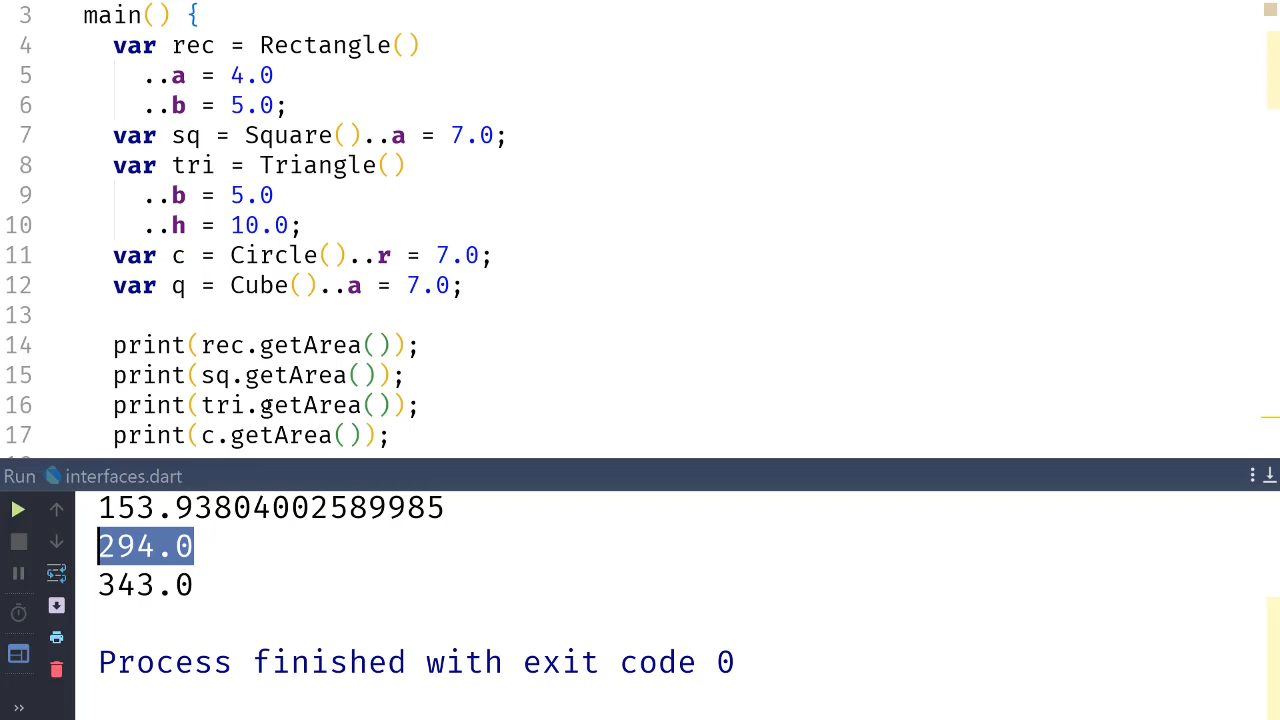 3 main() {
4 var rec = Rectangle()
5 ..a = 4.0
6 ..b = 5.0;
7 var sq = Square()..a = 7.0;
8 var tri = Triangle()
9 ..b = 5.0
10 ..h = 10.0;
11 var c = Circle()..r = 7.0;
12 var q = Cube()..a = 7.0;
13
14 print(rec.getArea());
15 print(sq.getArea());
16 print(tri.getArea());
17 print(c.getArea());
Run interfaces.dart
153.93804002589985
294.0
343.0
Process finished with exit code 0